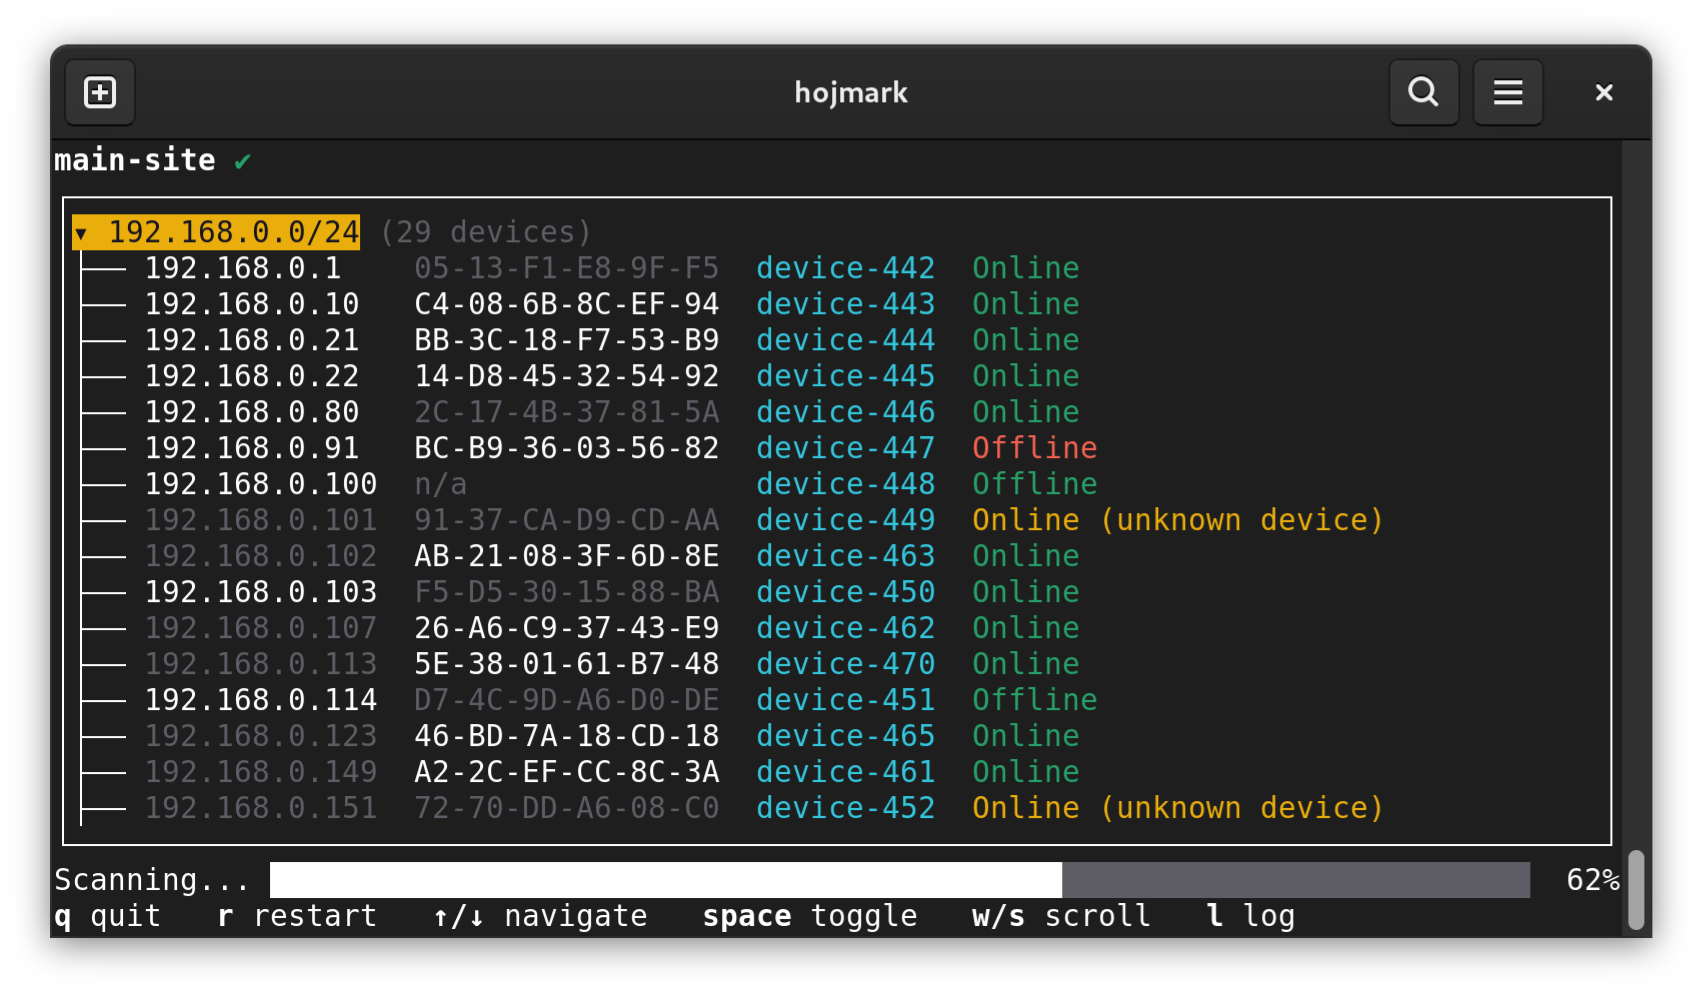 hojmark
main-site ✔
▾ 192.168.0.0/24 (29 devices)
192.168.0.1 05-13-F1-E8-9F-F5 device-442 Online
192.168.0.10 C4-08-6B-8C-EF-94 device-443 Online
192.168.0.21 BB-3C-18-F7-53-B9 device-444 Online
192.168.0.22 14-D8-45-32-54-92 device-445 Online
192.168.0.80 2C-17-4B-37-81-5A device-446 Online
192.168.0.91 BC-B9-36-03-56-82 device-447 Offline
192.168.0.100 n/a device-448 Offline
192.168.0.101 91-37-CA-D9-CD-AA device-449 Online (unknown device)
192.168.0.102 AB-21-08-3F-6D-8E device-463 Online
192.168.0.103 F5-D5-30-15-88-BA device-450 Online
192.168.0.107 26-A6-C9-37-43-E9 device-462 Online
192.168.0.113 5E-38-01-61-B7-48 device-470 Online
192.168.0.114 D7-4C-9D-A6-D0-DE device-451 Offline
192.168.0.123 46-BD-7A-18-CD-18 device-465 Online
192.168.0.149 A2-2C-EF-CC-8C-3A device-461 Online
192.168.0.151 72-70-DD-A6-08-C0 device-452 Online (unknown device)
Scanning... 62%
q quit r restart ↑/↓ navigate space toggle w/s scroll l log